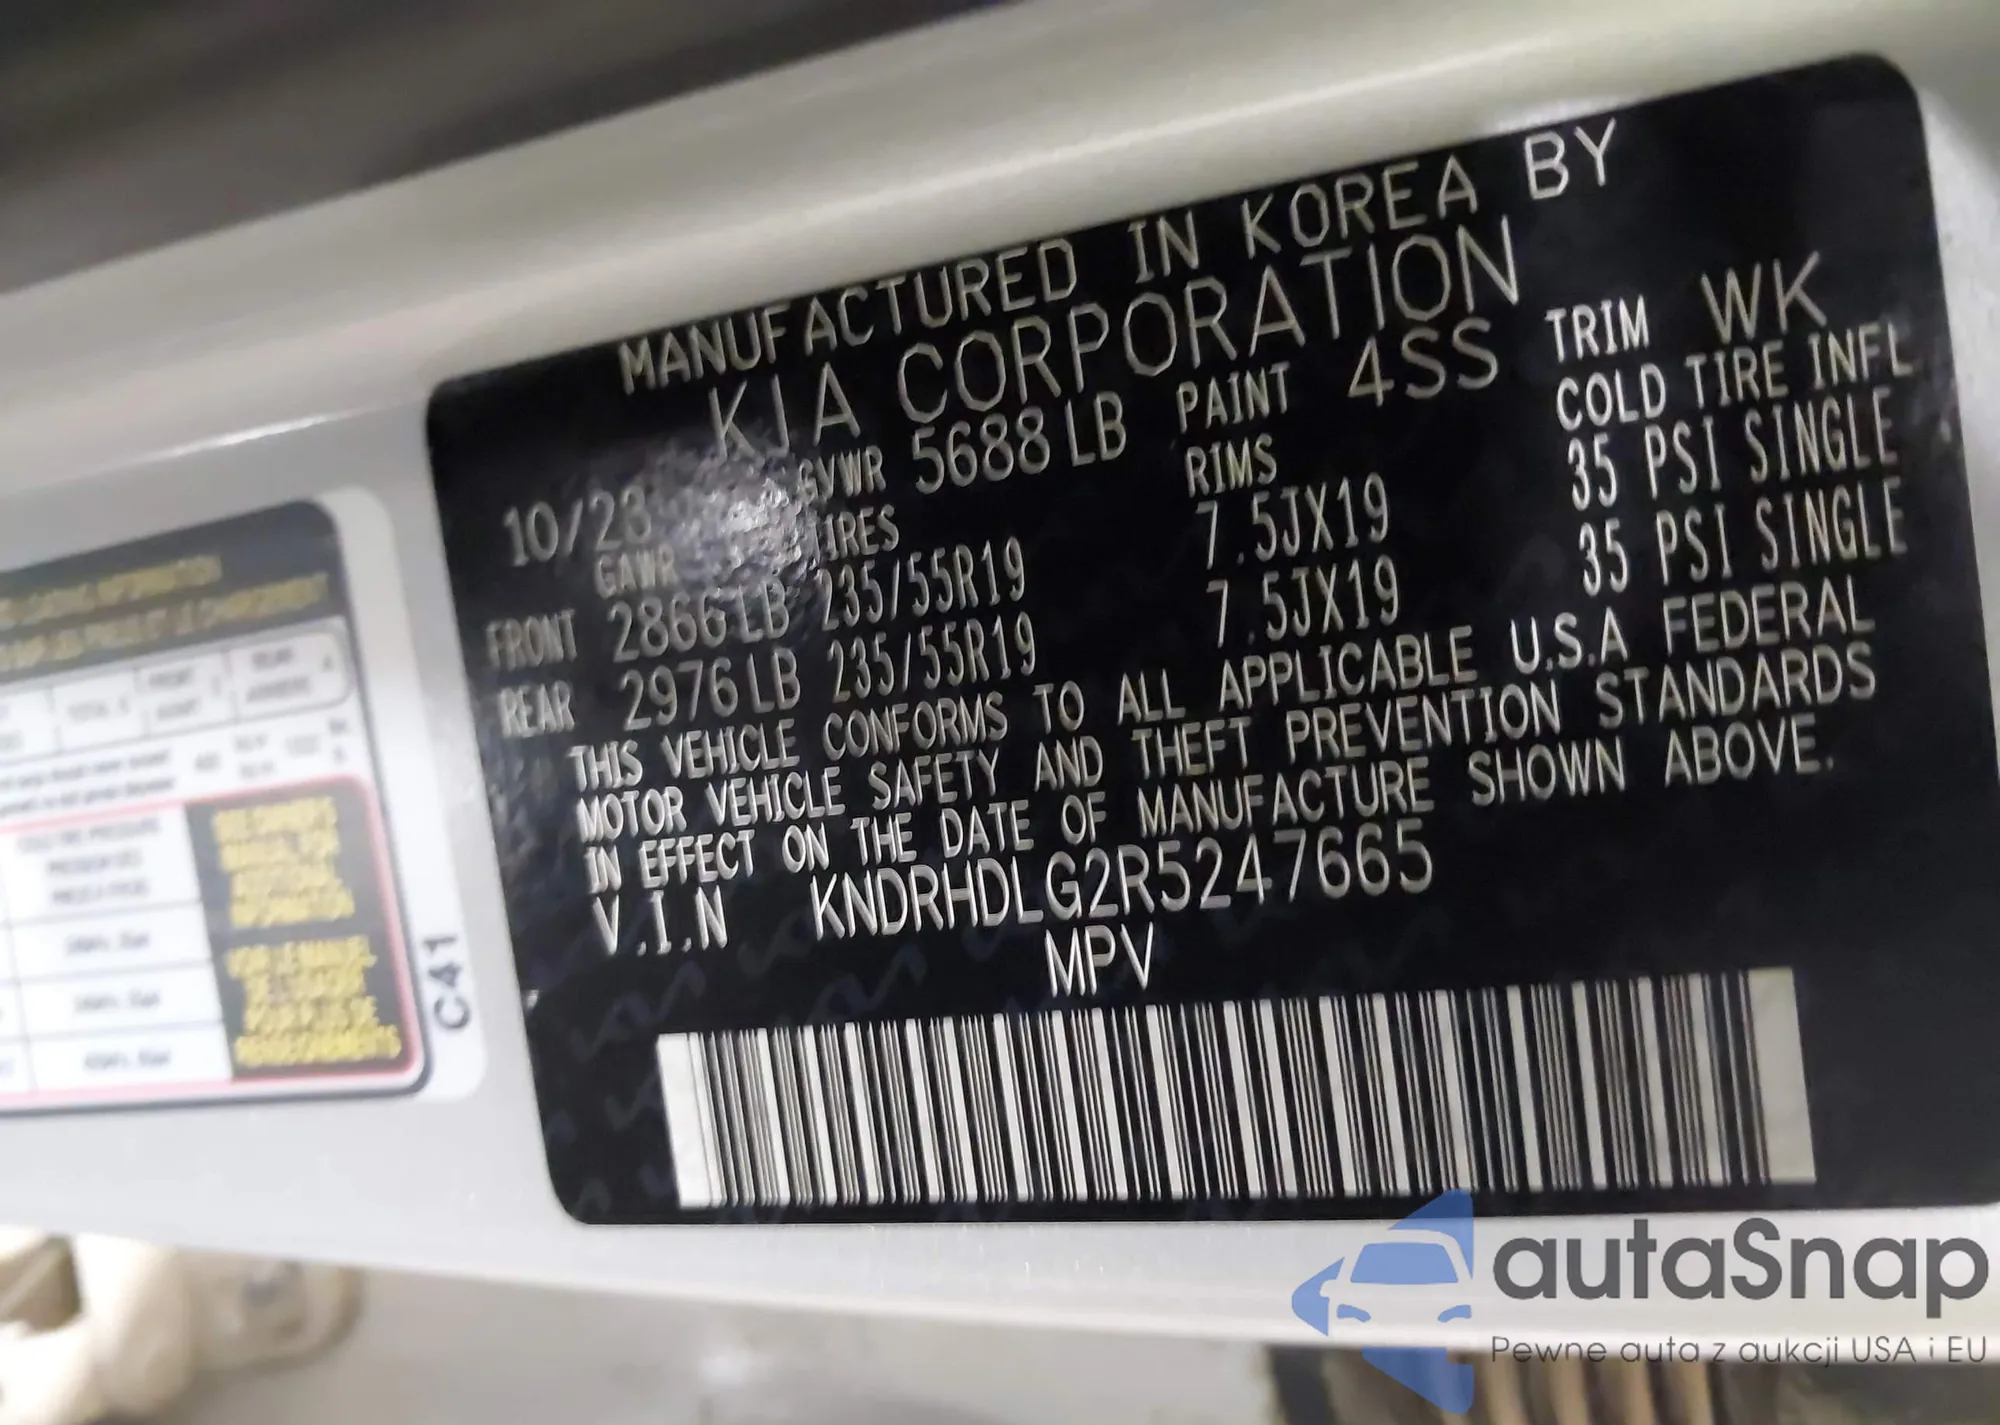 MANUFACTURED IN KOREA BY
KIA CORPORATION
10/23 GVWR 5688 LB PAINT 4SS TRIM WK
GAWR TIRES RIMS COLD TIRE INFL
FRONT 2866 LB 235/55R19 7.5JX19 35 PSI SINGLE
REAR 2976 LB 235/55R19 7.5JX19 35 PSI SINGLE
THIS VEHICLE CONFORMS TO ALL APPLICABLE U.S.A FEDERAL
MOTOR VEHICLE SAFETY AND THEFT PREVENTION STANDARDS
IN EFFECT ON THE DATE OF MANUFACTURE SHOWN ABOVE.
V.I.N KNDRHDLG2R5247665
MPV
C41
VOIR LE MANUEL
autaSnap
Pewne auta z aukcji USA i EU